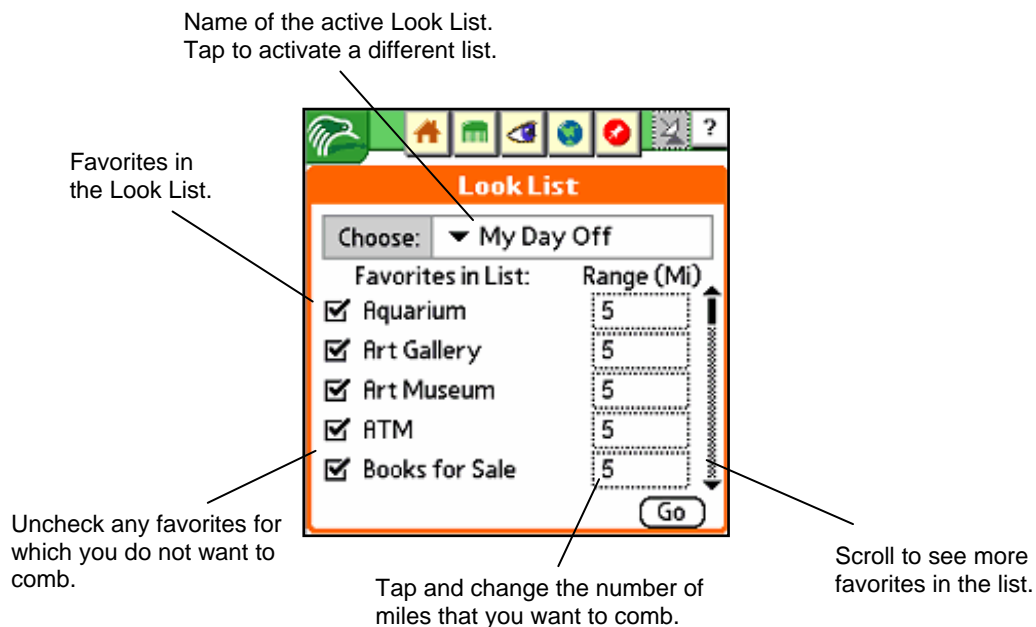 Name of the active Look List.
Tap to activate a different list.
?
Favorites in
the Look List.
Look List
Choose: My Day Off
Favorites in List: Range (Mi)
Aquarium 5
Art Gallery 5
Art Museum 5
ATM 5
Books for Sale 5
Go
Uncheck any favorites for
which you do not want to
comb.
Tap and change the number of
miles that you want to comb.
Scroll to see more
favorites in the list.